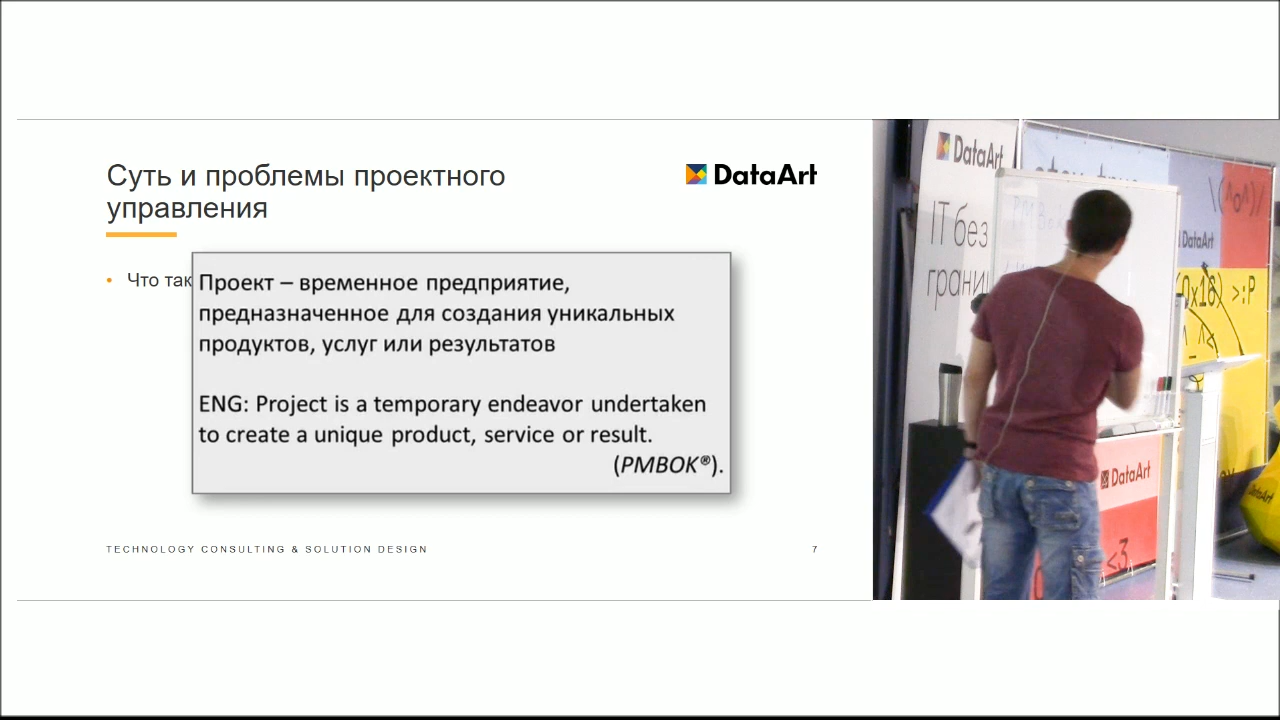 Суть и проблемы проектного
управления
DataArt
Что так
Проект – временное предприятие,
предназначенное для создания уникальных
продуктов, услуг или результатов
ENG: Project is a temporary endeavor undertaken
to create a unique product, service or result.
(PMBOK®).
TECHNOLOGY CONSULTING & SOLUTION DESIGN
7
DataArt
IT без
грани
DataArt
>:P
DataArt
<3
DataArt